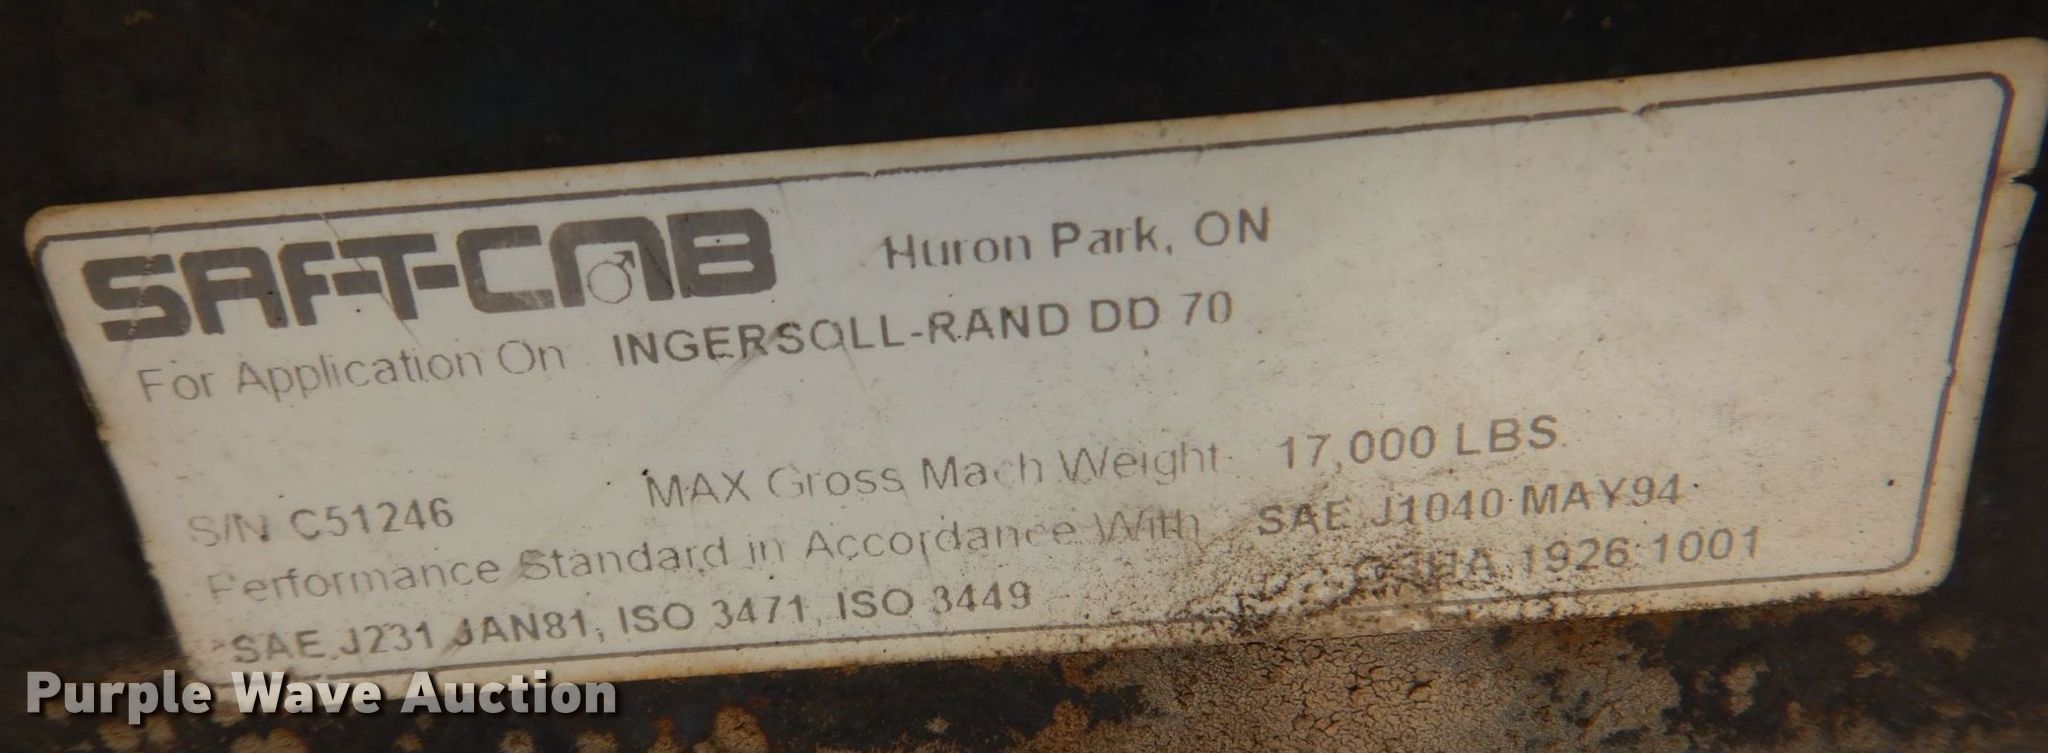 SAF-T-CAB Huron Park, ON
For Application On INGERSOLL-RAND DD 70
S/N C51246 MAX Gross Mach Weight 17,000 LBS
Performance Standard in Accordance With SAE J1040 MAY94
SAE J231 JAN81, ISO 3471, ISO 3449 OSHA 1926 1001
Purple Wave Auction